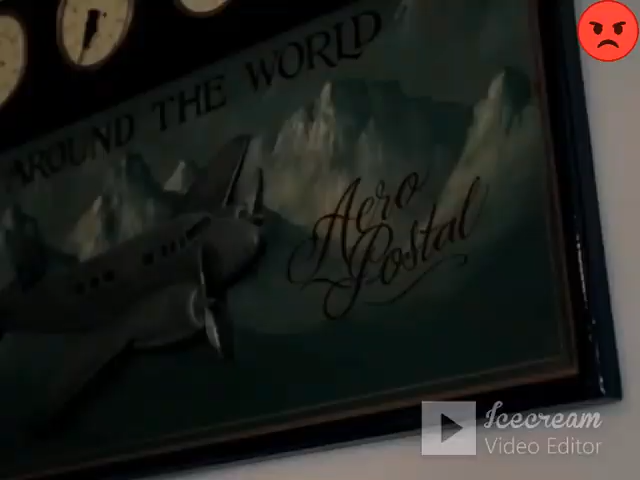 AROUND THE WORLD
Aero
Postal
Icecream
Video Editor